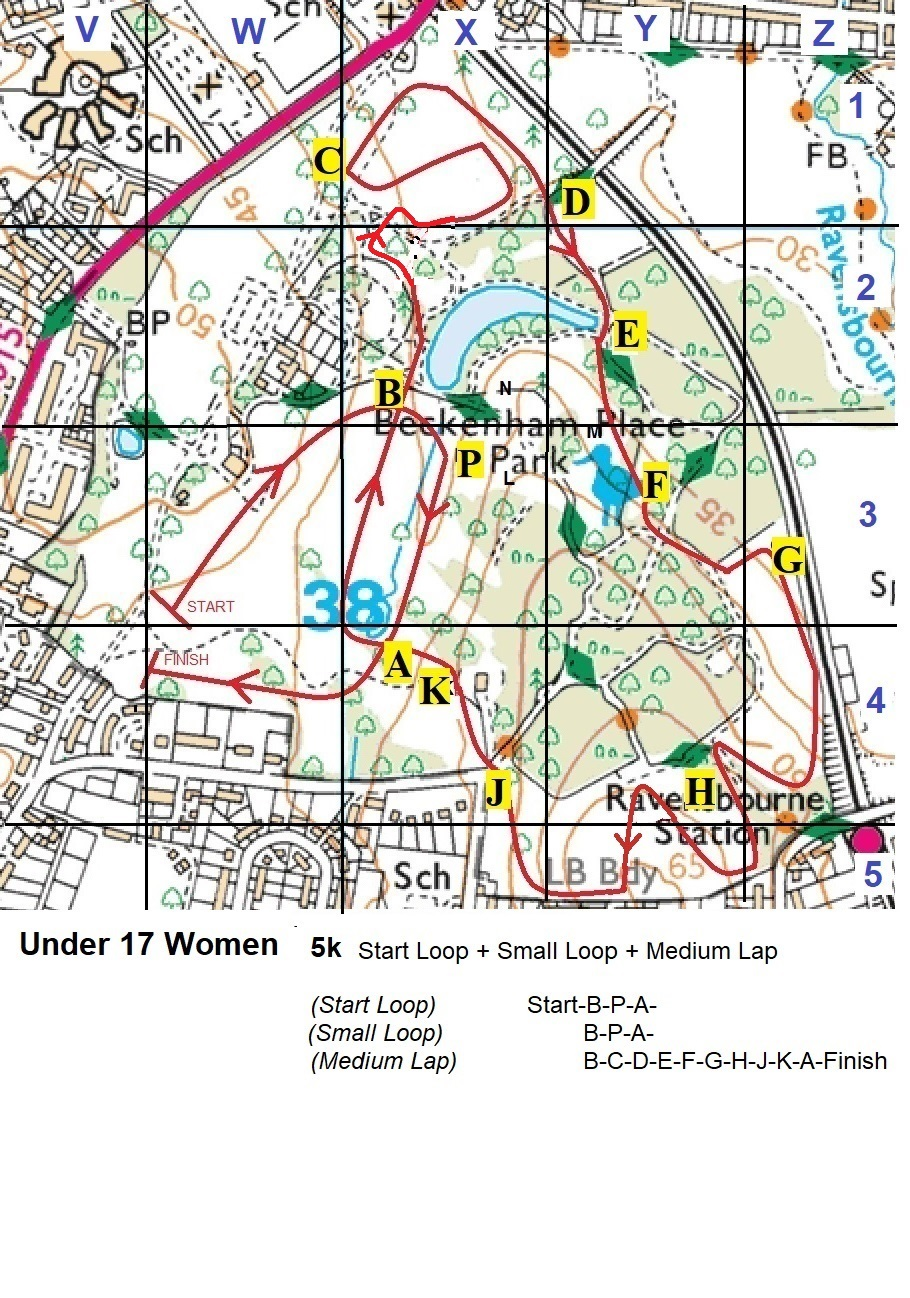 Sch
V
W
X
Y
Z
1
Sch
C
FB
45
D
30
2
BP
50
E
B
N
Beckenham Place
M
P
Park
F
L
35
3
G
START
38
FINISH
A
K
4
60
J
H
Ravensbourne
Station
Sch
LB Bdy
65
5
Under 17 Women 5k Start Loop + Small Loop + Medium Lap
(Start Loop) Start-B-P-A-
(Small Loop) B-P-A-
(Medium Lap) B-C-D-E-F-G-H-J-K-A-Finish